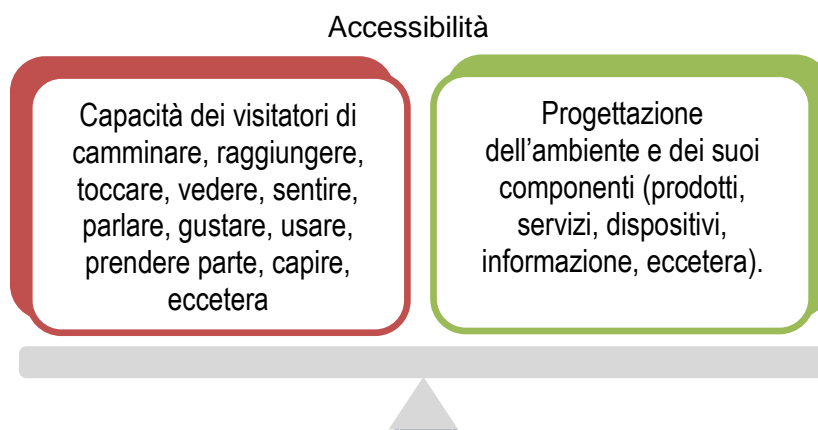 Accessibilità
Capacità dei visitatori di
camminare, raggiungere,
toccare, vedere, sentire,
parlare, gustare, usare,
prendere parte, capire,
eccetera
Progettazione
dell’ambiente e dei suoi
componenti (prodotti,
servizi, dispositivi,
informazione, eccetera).